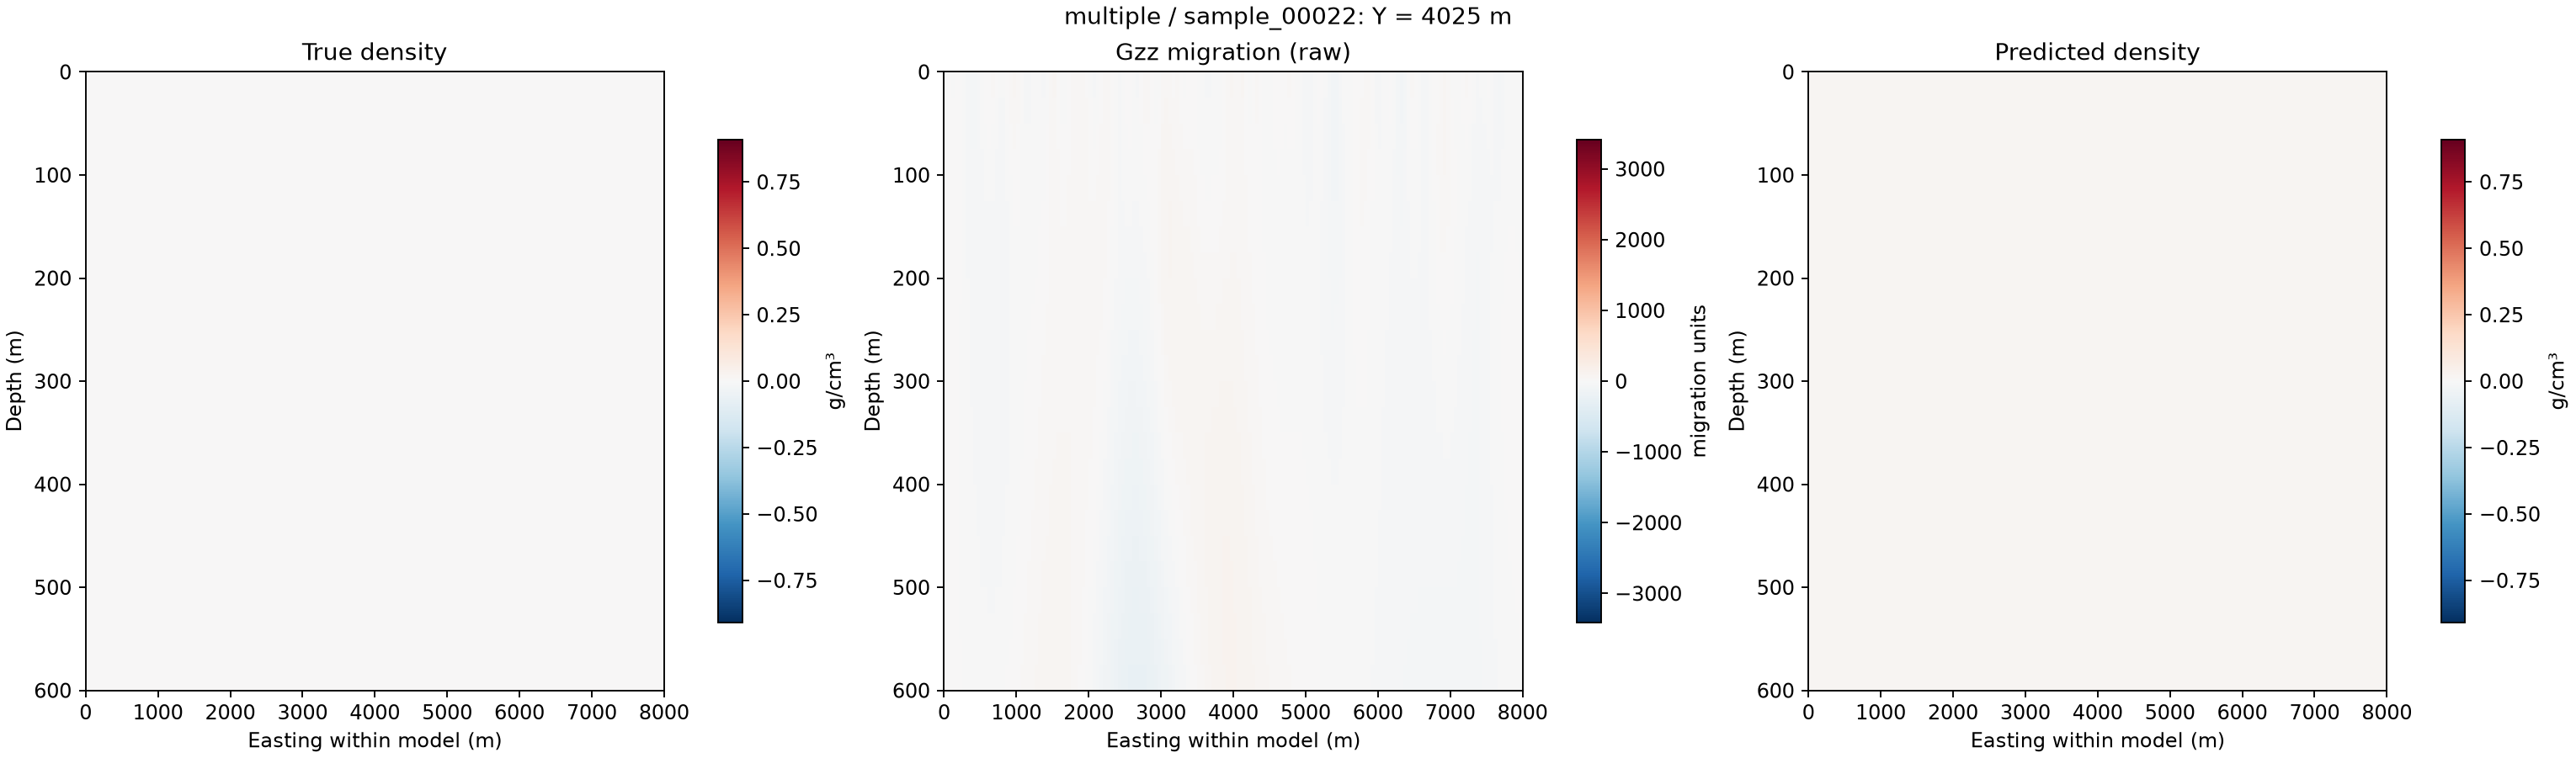 multiple / sample_00022: Y = 4025 m
True density
0
100
200
300
400
500
600
Depth (m)
0 1000 2000 3000 4000 5000 6000 7000 8000
Easting within model (m)
0.75
0.50
0.25
0.00
−0.25
−0.50
−0.75
g/cm³
Gzz migration (raw)
0
100
200
300
400
500
600
Depth (m)
0 1000 2000 3000 4000 5000 6000 7000 8000
Easting within model (m)
3000
2000
1000
0
−1000
−2000
−3000
migration units
Predicted density
0
100
200
300
400
500
600
Depth (m)
0 1000 2000 3000 4000 5000 6000 7000 8000
Easting within model (m)
0.75
0.50
0.25
0.00
−0.25
−0.50
−0.75
g/cm³